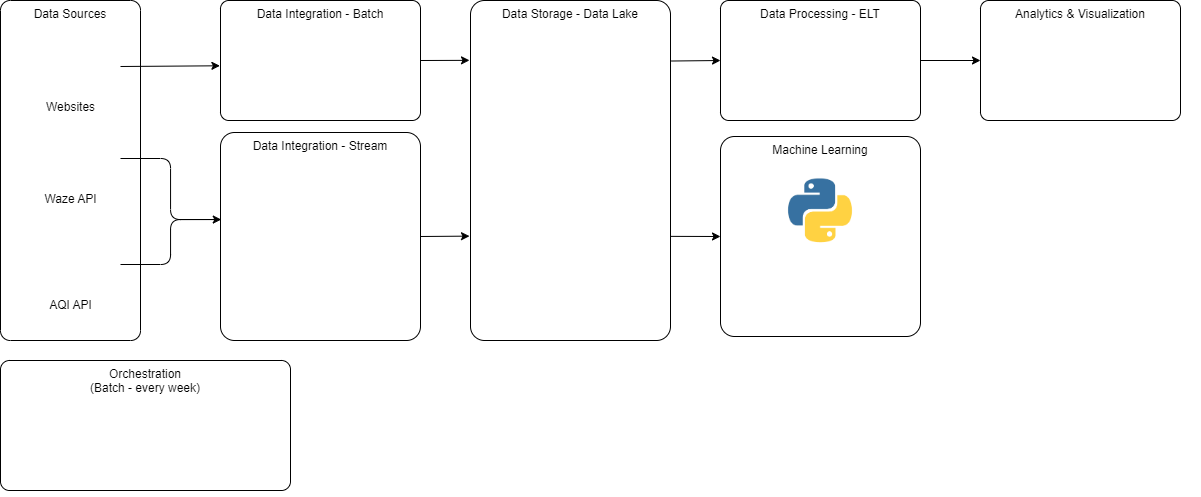 Data Sources
Websites
Waze API
AQI API
Data Integration - Batch
Data Integration - Stream
Data Storage - Data Lake
Data Processing - ELT
Machine Learning
Analytics & Visualization
Orchestration
(Batch - every week)